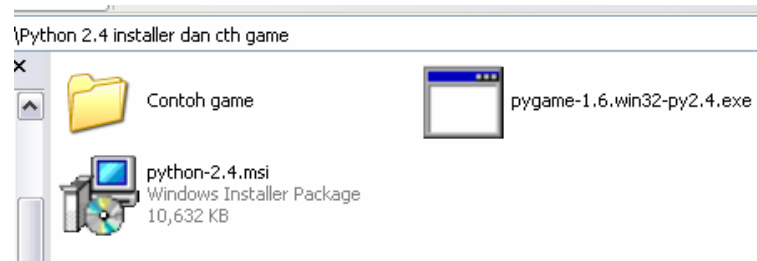 \Python 2.4 installer dan cth game
Contoh game
pygame-1.6.win32-py2.4.exe
python-2.4.msi
Windows Installer Package
10,632 KB